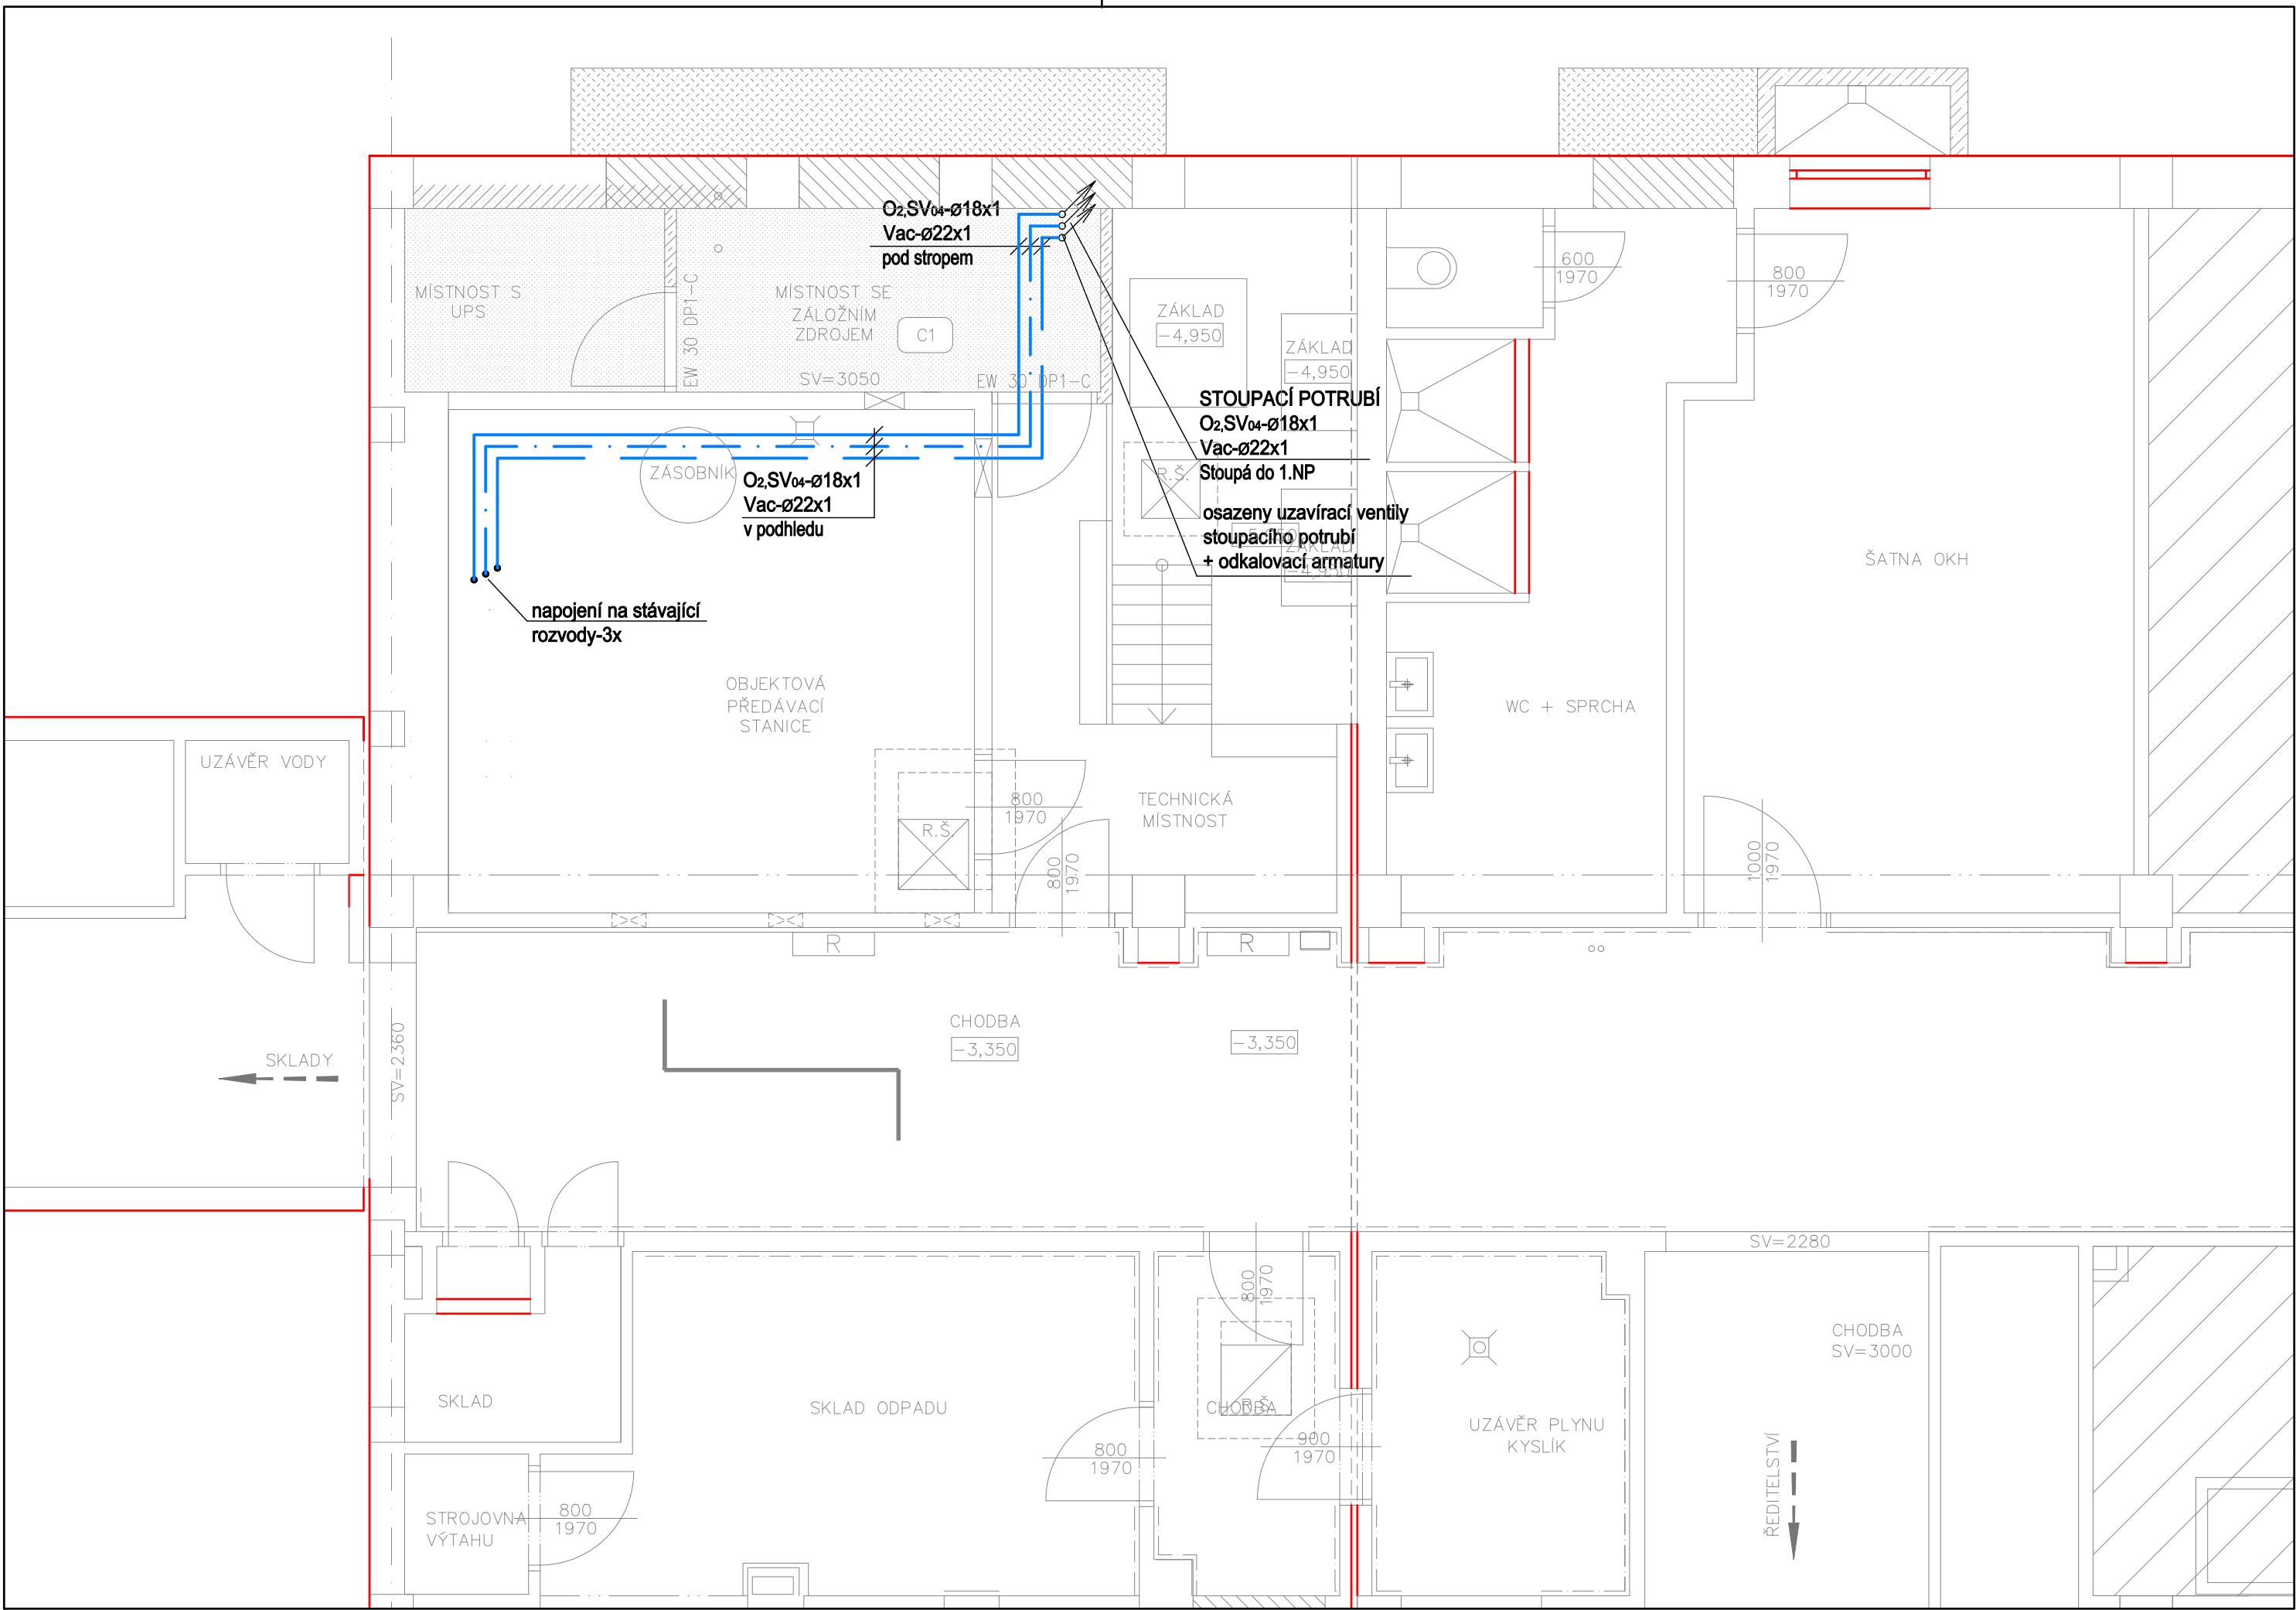 O2,SV04-Ø18x1
Vac-Ø22x1
pod stropem
MÍSTNOST S
UPS
EW 30 DP1-C
MÍSTNOST SE
ZÁLOŽNÍM
ZDROJEM
C1
SV=3050
EW 30 DP1-C
ZÁKLAD
-4,950
ZÁKLAD
-4,950
600
1970
800
1970
STOUPACÍ POTRUBÍ
O2,SV04-Ø18x1
Vac-Ø22x1
Stoupá do 1.NP
R.Š.
ZÁSOBNÍK
O2,SV04-Ø18x1
Vac-Ø22x1
v podhledu
osazeny uzavírací ventily
stoupacího potrubí
+ odkalovací armatury
ZÁKLAD
-4,950
ŠATNA OKH
napojení na stávající
rozvody-3x
OBJEKTOVÁ
PŘEDÁVACÍ
STANICE
WC + SPRCHA
UZÁVĚR VODY
800
1970
TECHNICKÁ
MÍSTNOST
R.Š.
800
1970
1000
1970
R
R
CHODBA
-3,350
-3,350
SKLADY
SV=2360
SV=2280
800
1970
CHODBA
SV=3000
SKLAD
SKLAD ODPADU
CHODBA
R.Š.
UZÁVĚR PLYNU
KYSLÍK
800
1970
900
1970
ŘEDITELSTVÍ
STROJOVNA
VÝTAHU
800
1970